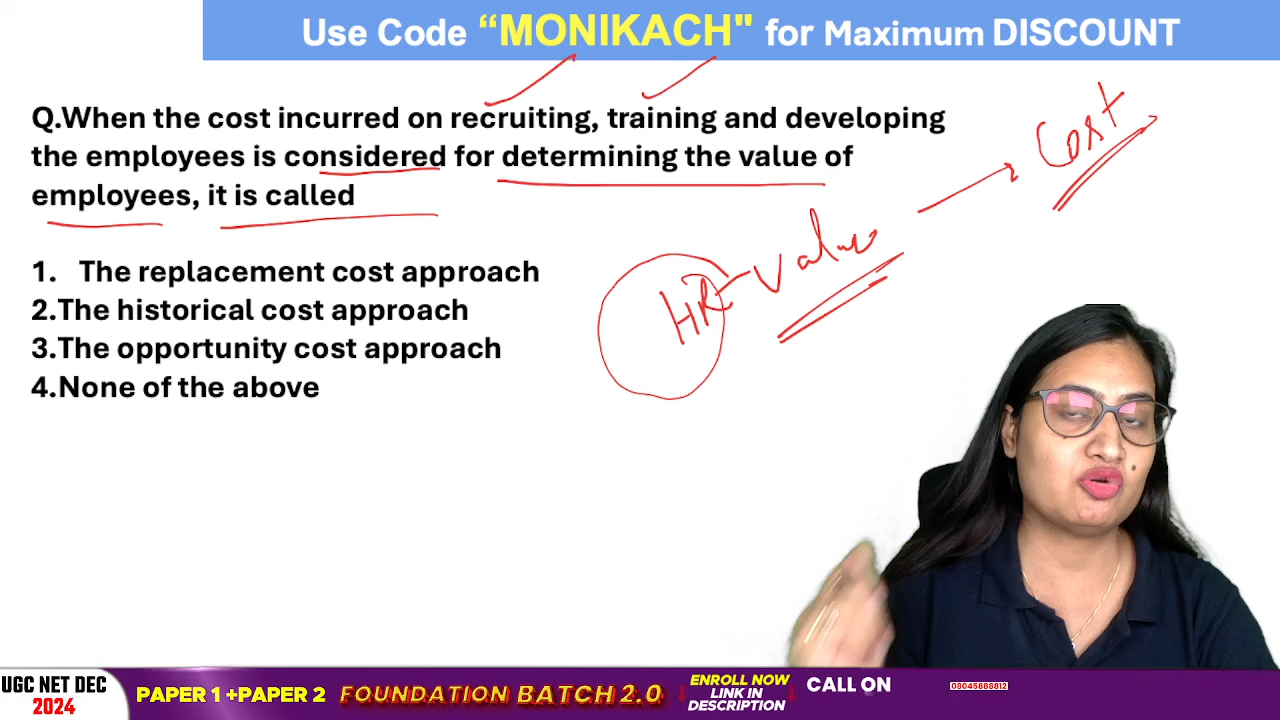 Use Code “MONIKACH" for Maximum DISCOUNT
Q.When the cost incurred on recruiting, training and developing
the employees is considered for determining the value of
employees, it is called
Cost
HR - Value
1. The replacement cost approach
2.The historical cost approach
3.The opportunity cost approach
4.None of the above
UGC NET DEC
2024
PAPER 1 +PAPER 2
FOUNDATION BATCH 2.0
ENROLL NOW
LINK IN
DESCRIPTION
CALL ON
08045888812